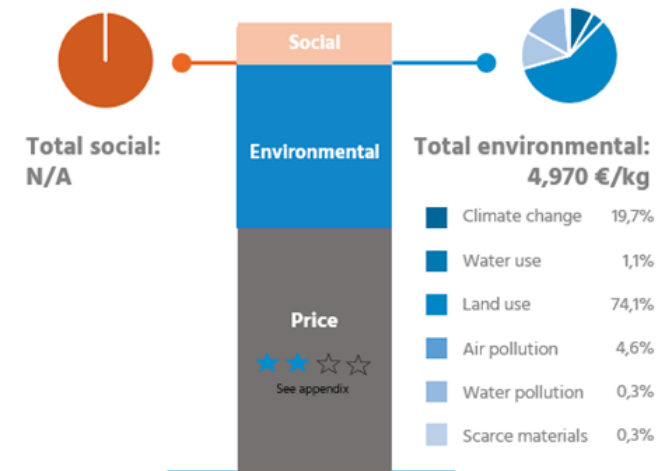 Social
Total social:
N/A
Environmental
Total environmental:
4,970 €/kg
Climate change 19,7%
Water use 1,1%
Land use 74,1%
Air pollution 4,6%
Water pollution 0,3%
Scarce materials 0,3%
Price
See appendix